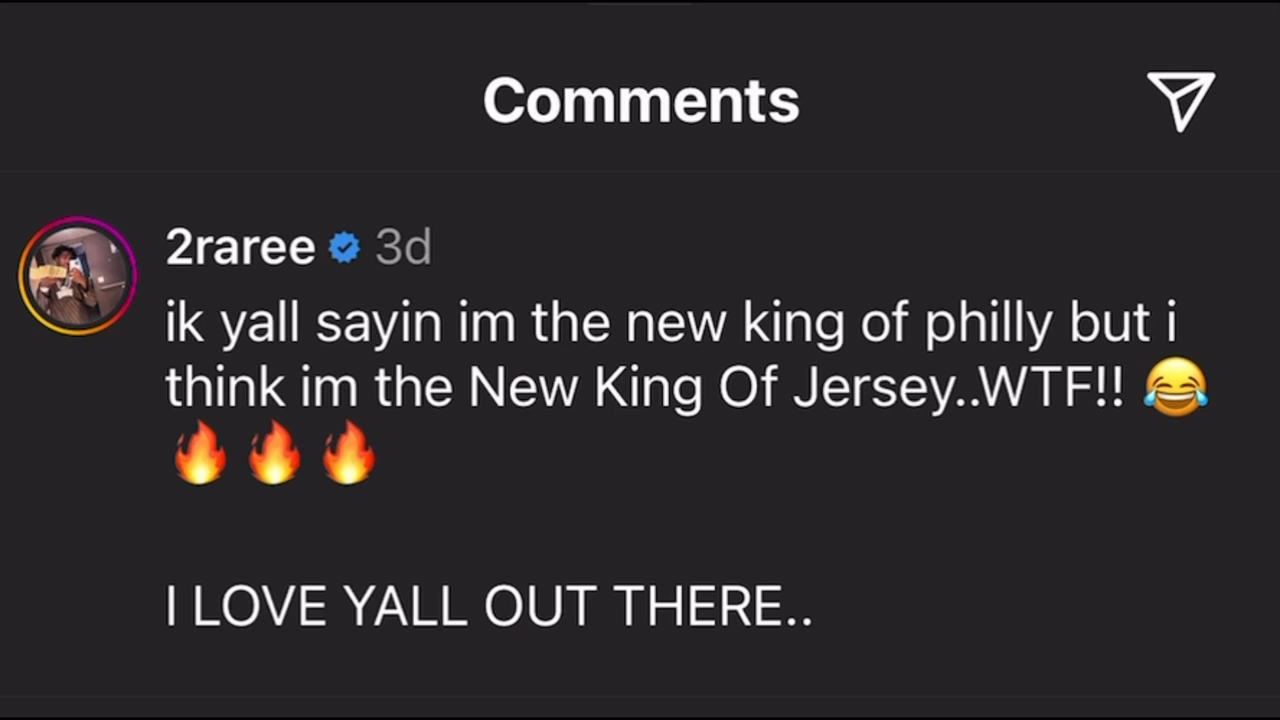 Comments
2raree 3d
ik yall sayin im the new king of philly but i
think im the New King Of Jersey..WTF!! 😂
🔥🔥🔥
I LOVE YALL OUT THERE..